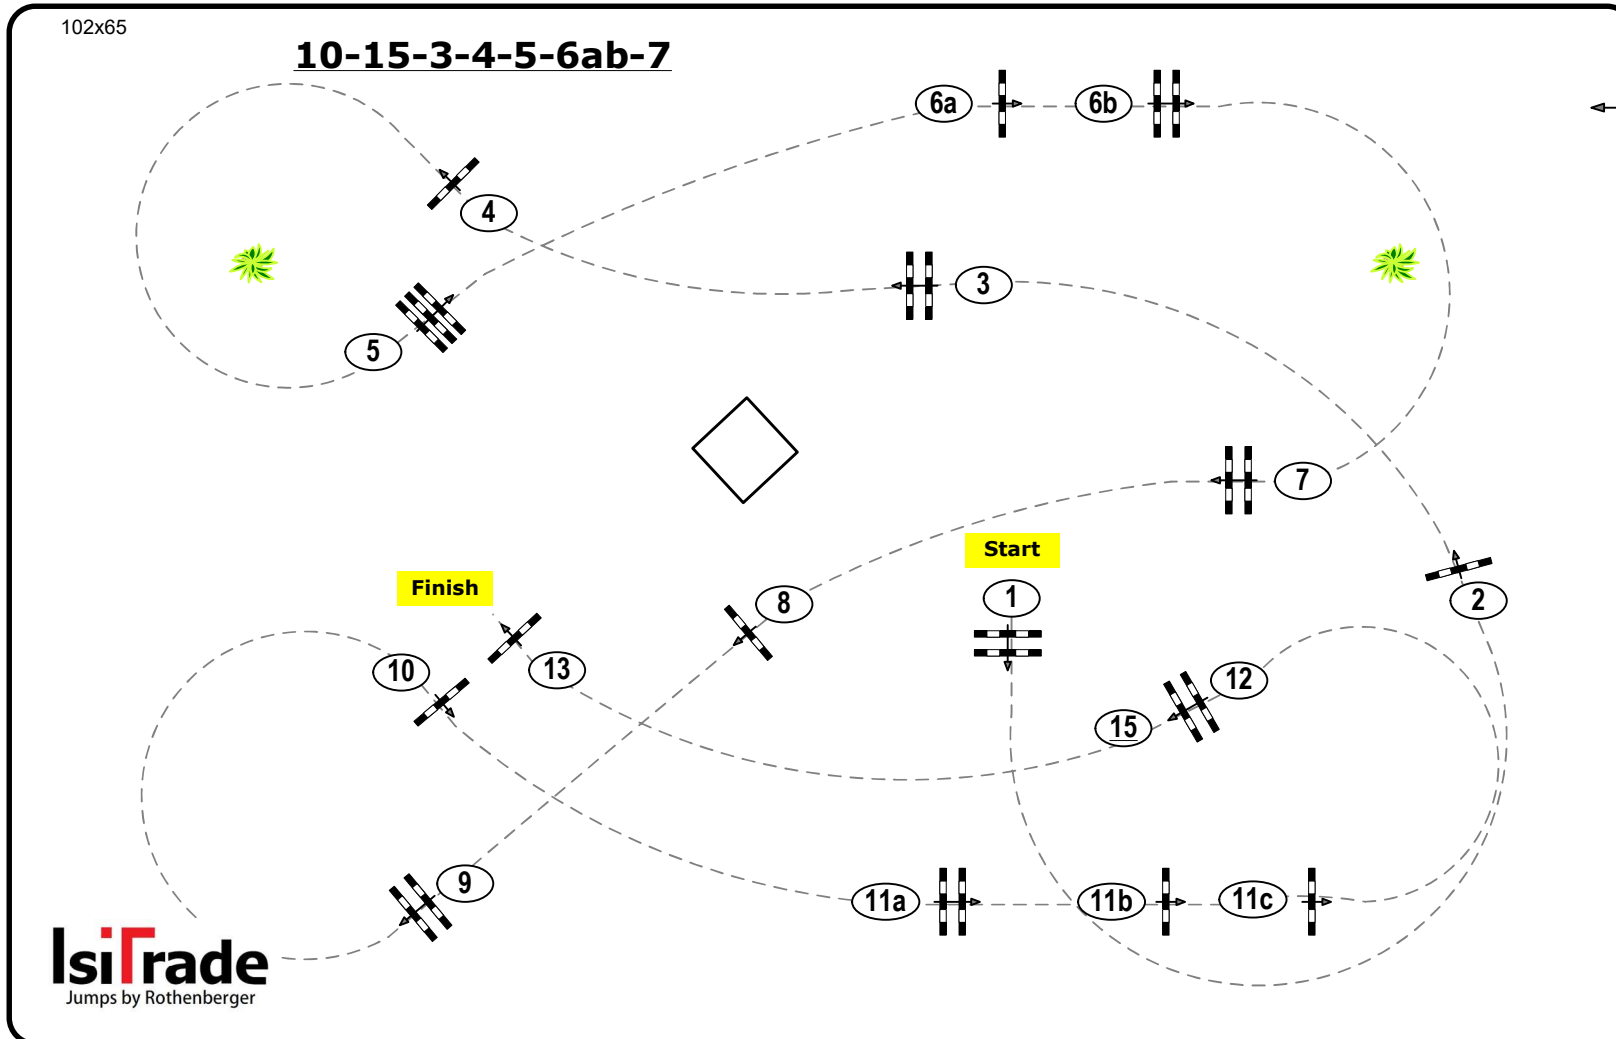 102x65
10-15-3-4-5-6ab-7
6a
6b
4
3
5
7
Start
Finish
1
8
2
10
13
12
15
9
11a
11b
11c
IsiTrade
Jumps by Rothenberger